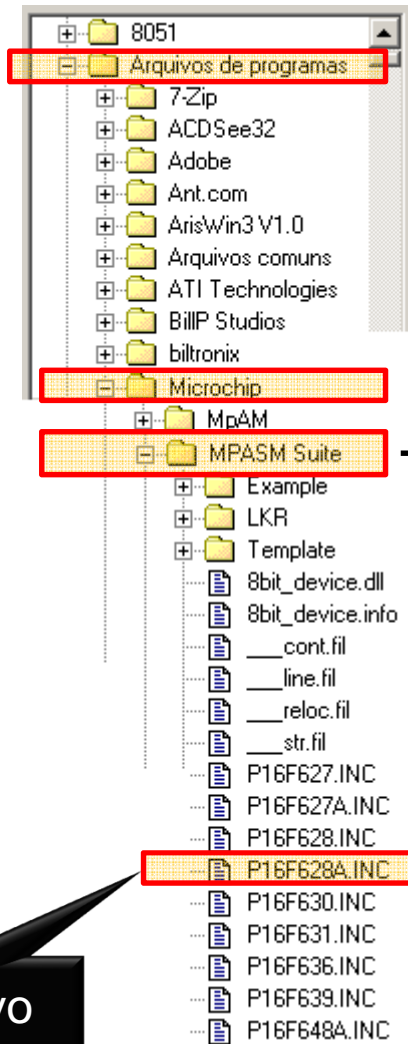 8051
Arquivos de programas
7-Zip
ACDSee32
Adobe
Ant.com
ArisWin3 V1.0
Arquivos comuns
ATI Technologies
BillP Studios
biltronix
Microchip
MpAM
MPASM Suite
Example
LKR
Template
8bit_device.dll
8bit_device.info
___cont.fil
___line.fil
___reloc.fil
___str.fil
P16F627.INC
P16F627A.INC
P16F628.INC
P16F628A.INC
P16F630.INC
P16F631.INC
P16F636.INC
P16F639.INC
vo
P16F648A.INC